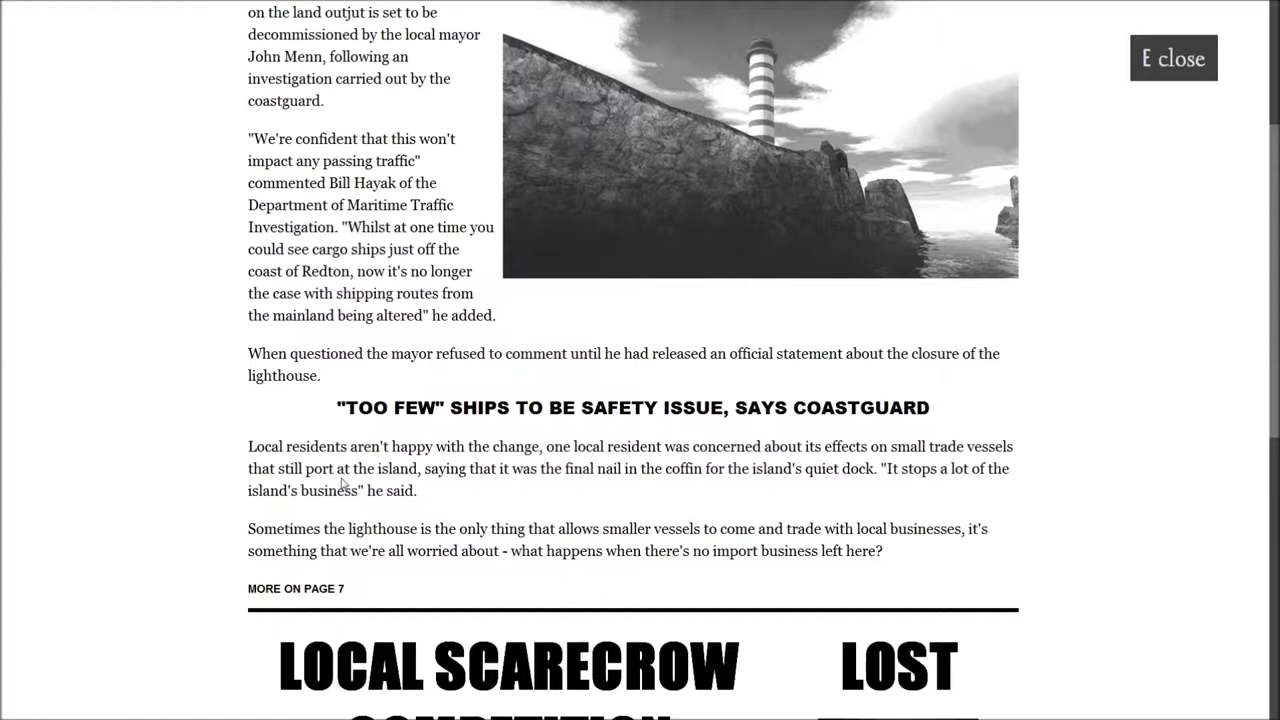 on the land outjut is set to be
decommissioned by the local mayor
John Menn, following an
investigation carried out by the
coastguard.
"We're confident that this won't
impact any passing traffic"
commented Bill Hayak of the
Department of Maritime Traffic
Investigation. "Whilst at one time you
could see cargo ships just off the
coast of Redton, now it's no longer
the case with shipping routes from
the mainland being altered" he added.
E close
When questioned the mayor refused to comment until he had released an official statement about the closure of the
lighthouse.
"TOO FEW" SHIPS TO BE SAFETY ISSUE, SAYS COASTGUARD
Local residents aren't happy with the change, one local resident was concerned about its effects on small trade vessels
that still port at the island, saying that it was the final nail in the coffin for the island's quiet dock. "It stops a lot of the
island's business" he said.
Sometimes the lighthouse is the only thing that allows smaller vessels to come and trade with local businesses, it's
something that we're all worried about - what happens when there's no import business left here?
MORE ON PAGE 7
LOCAL SCARECROW
COMPETITION
LOST